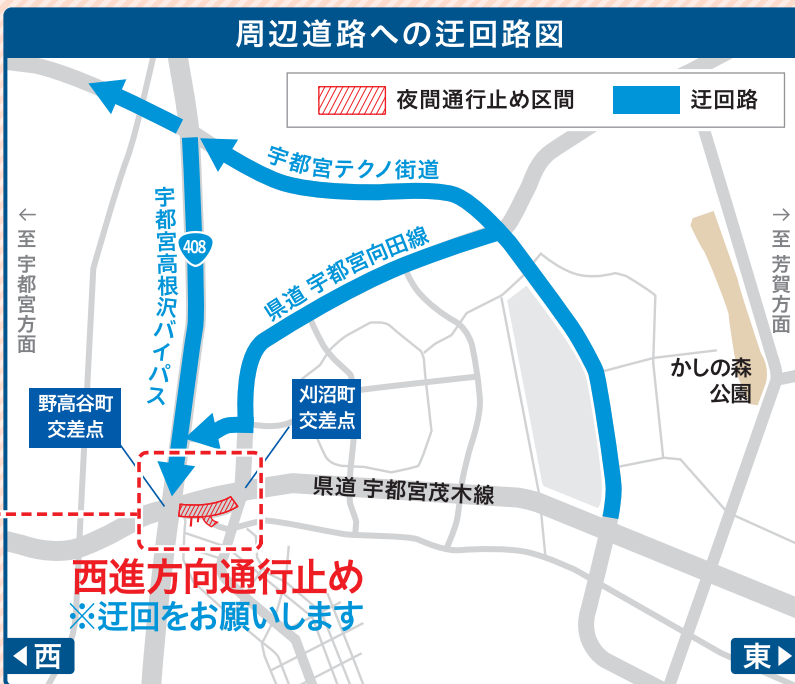 周辺道路への迂回路図
夜間通行止め区間
迂回路
宇都宮テクノ街道
← 至 宇都宮方面
宇都宮高根沢バイパス
408
県道 宇都宮向田線
→ 至 芳賀方面
かしの森
公園
野高谷町
交差点
刈沼町
交差点
県道 宇都宮茂木線
西進方向通行止め
※迂回をお願いします
◀西
東▶